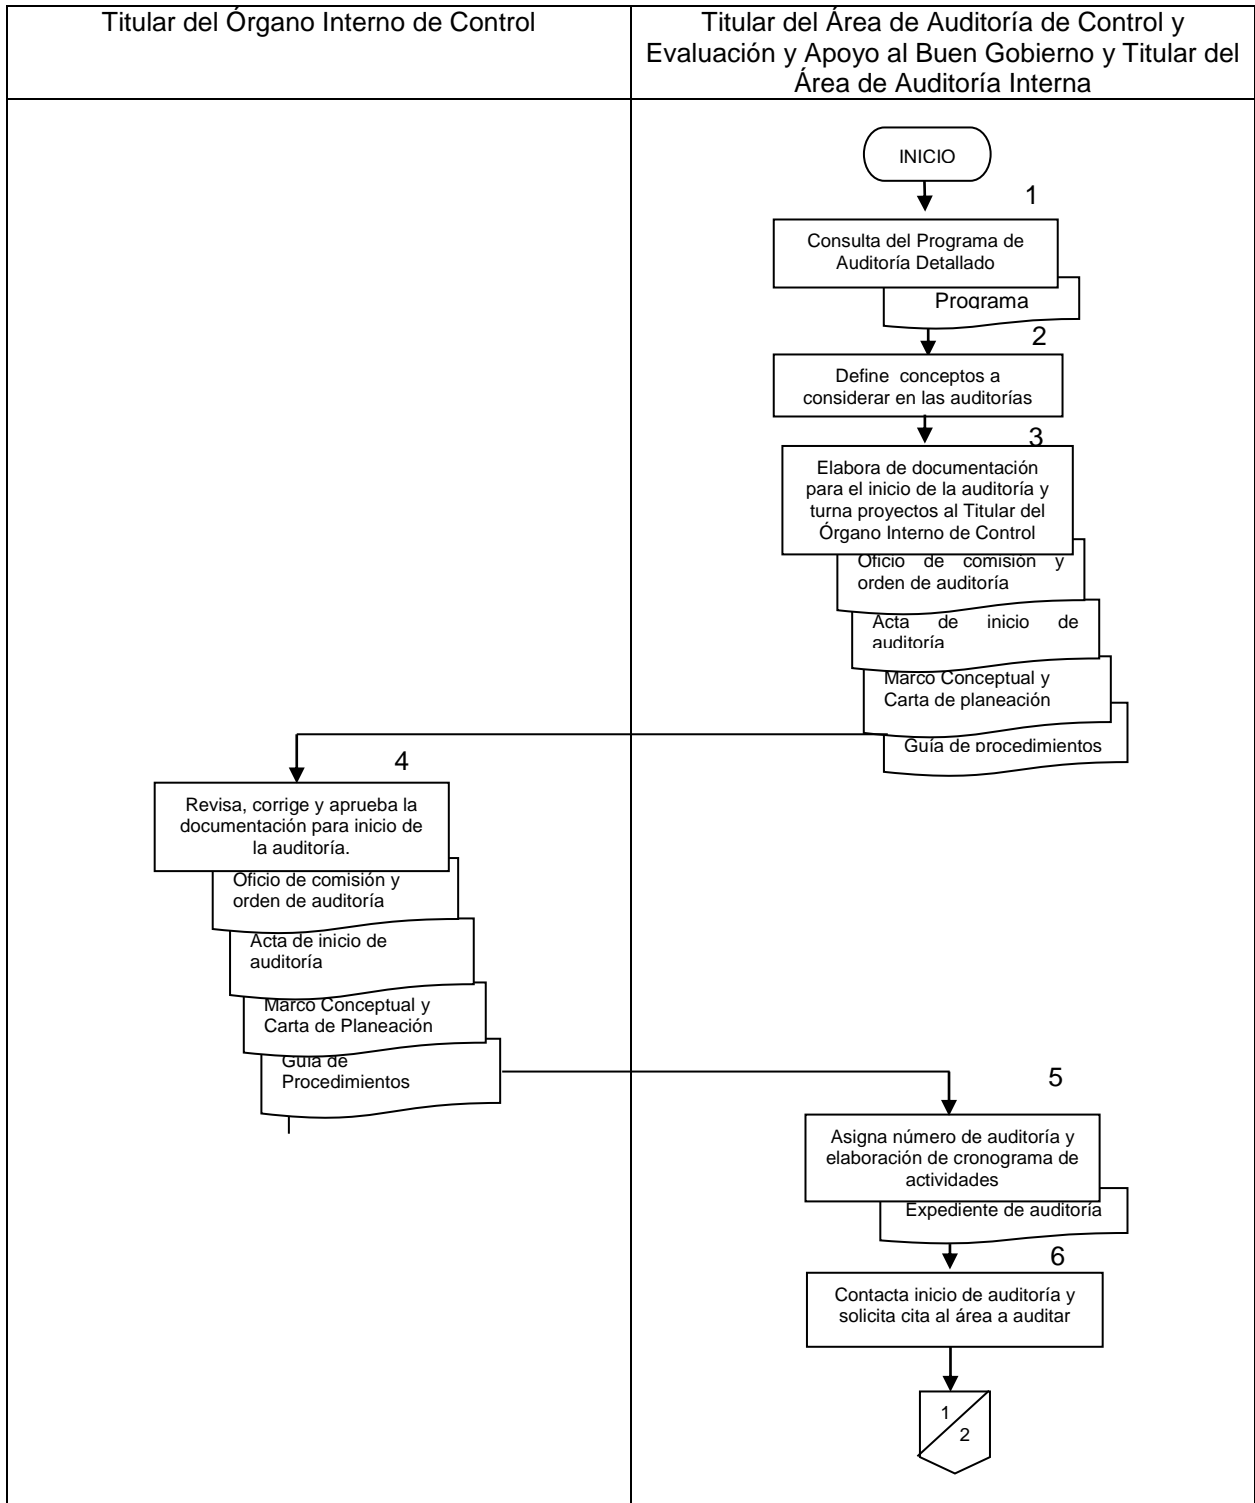 Titular del Órgano Interno de Control
Titular del Área de Auditoría de Control y
Evaluación y Apoyo al Buen Gobierno y Titular del
Área de Auditoría Interna
INICIO
1
Consulta del Programa de
Auditoría Detallado
Programa
2
Define conceptos a
considerar en las auditorías
3
Elabora de documentación
para el inicio de la auditoría y
turna proyectos al Titular del
Órgano Interno de Control
Oficio de comisión y
orden de auditoría
Acta de inicio de
auditoría
Marco Conceptual y
Carta de planeación
Guía de procedimientos
4
Revisa, corrige y aprueba la
documentación para inicio de
la auditoría.
Oficio de comisión y
orden de auditoría
Acta de inicio de
auditoría
Marco Conceptual y
Carta de Planeación
Guía de
Procedimientos
5
Asigna número de auditoría y
elaboración de cronograma de
actividades
Expediente de auditoría
6
Contacta inicio de auditoría y
solicita cita al área a auditar
1
2